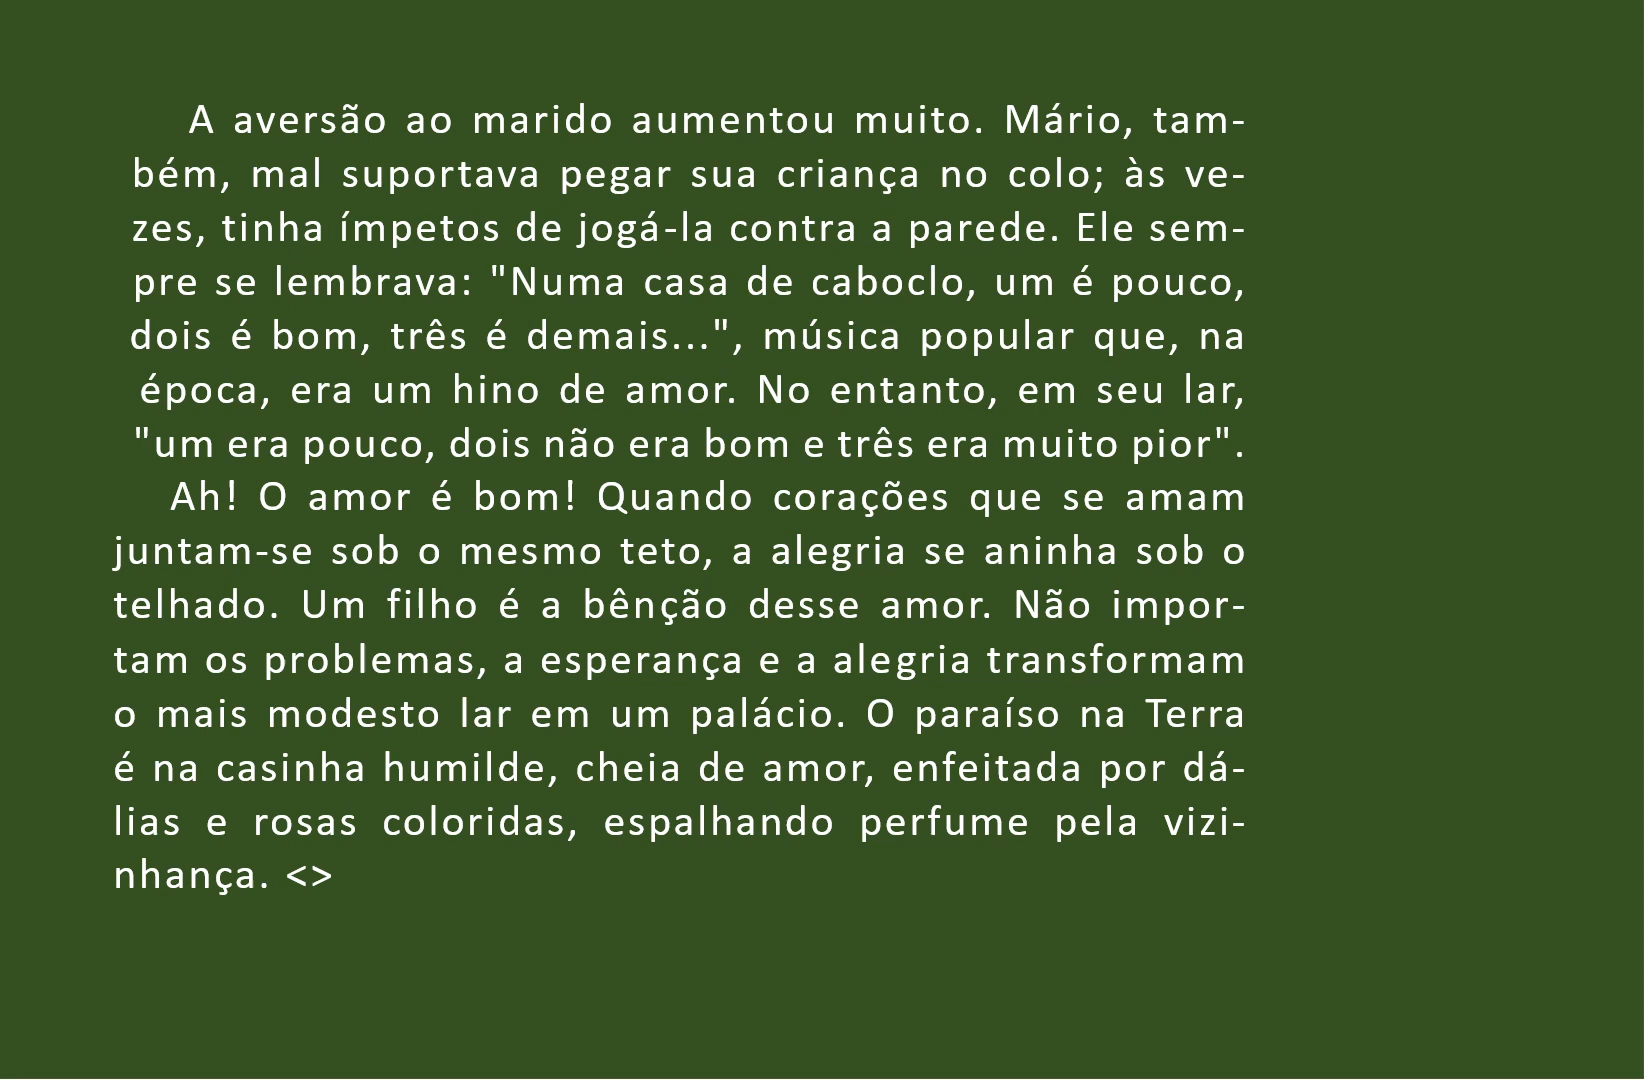 A aversão ao marido aumentou muito. Mário, tam-
bém, mal suportava pegar sua criança no colo; às ve-
zes, tinha ímpetos de jogá-la contra a parede. Ele sem-
pre se lembrava: "Numa casa de caboclo, um é pouco,
dois é bom, três é demais...", música popular que, na
época, era um hino de amor. No entanto, em seu lar,
"um era pouco, dois não era bom e três era muito pior".
Ah! O amor é bom! Quando corações que se amam
juntam-se sob o mesmo teto, a alegria se aninha sob o
telhado. Um filho é a bênção desse amor. Não impor-
tam os problemas, a esperança e a alegria transformam
o mais modesto lar em um palácio. O paraíso na Terra
é na casinha humilde, cheia de amor, enfeitada por dá-
lias e rosas coloridas, espalhando perfume pela vizi-
nhança. <>